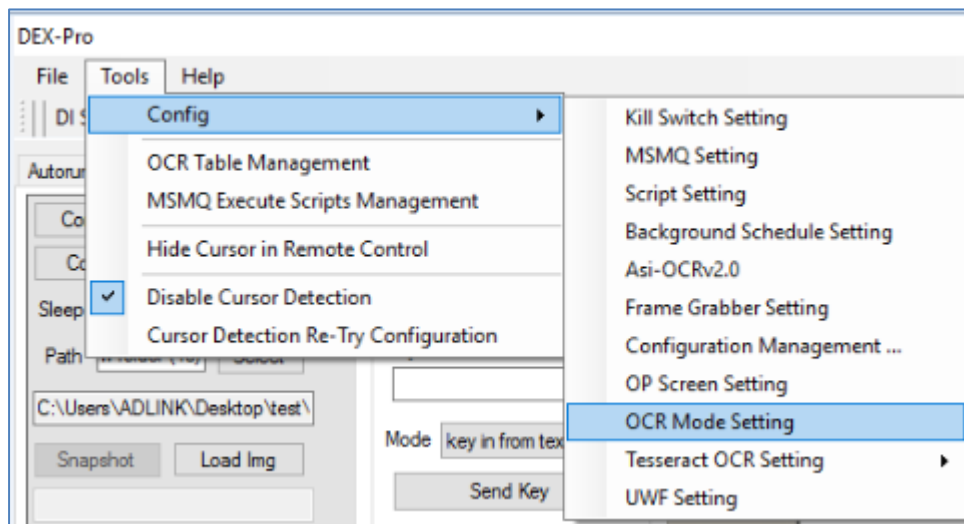 DEX-Pro
File Tools Help
DI
Config
OCR Table Management
MSMQ Execute Scripts Management
Hide Cursor in Remote Control
Disable Cursor Detection
Cursor Detection Re-Try Configuration
Kill Switch Setting
MSMQ Setting
Script Setting
Background Schedule Setting
Asi-OCRv2.0
Frame Grabber Setting
Configuration Management ...
OP Screen Setting
OCR Mode Setting
Tesseract OCR Setting
UWF Setting
Autorun
Sleep
Path
C:\Users\ADLINK\Desktop\test\
Snapshot Load Img
Mode key in from tex
Send Key